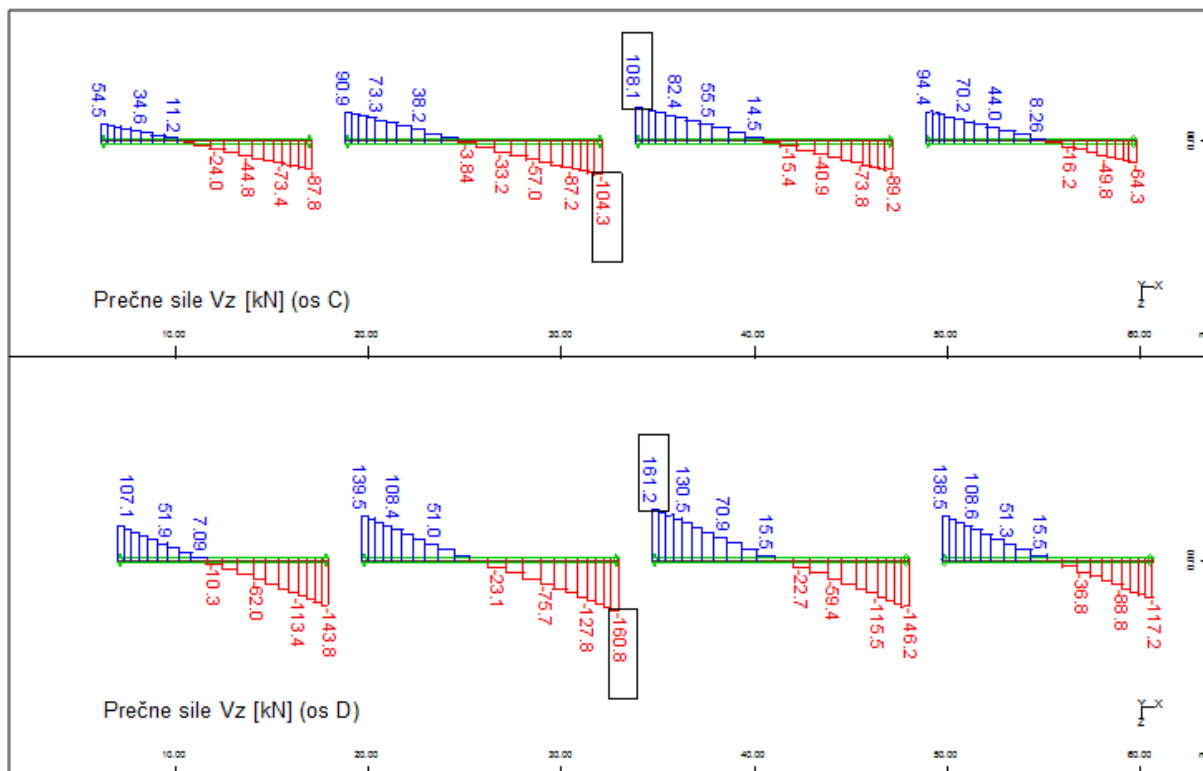 54.5 34.6 11.2 -24.0 -44.8 -73.4 -87.8
90.9 73.3 38.2 -3.84 -33.2 -57.0 -87.2 -104.3
108.1 82.4 55.5 14.5 -15.4 -40.9 -73.8 -89.2
94.4 70.2 44.0 8.26 -16.2 -49.8 -64.3
Prečne sile Vz [kN] (os C)
Y X
Z
10.00 20.00 30.00 40.00 50.00 60.00
107.1 51.9 7.09 -10.3 -62.0 -113.4 -143.8
139.5 108.4 51.0 -23.1 -75.7 -127.8 -160.8
161.2 130.5 70.9 15.5 -22.7 -59.4 -115.5 -146.2
138.5 108.6 51.3 15.5 -36.8 -88.8 -117.2
Prečne sile Vz [kN] (os D)
Y X
Z
10.00 20.00 30.00 40.00 50.00 60.00